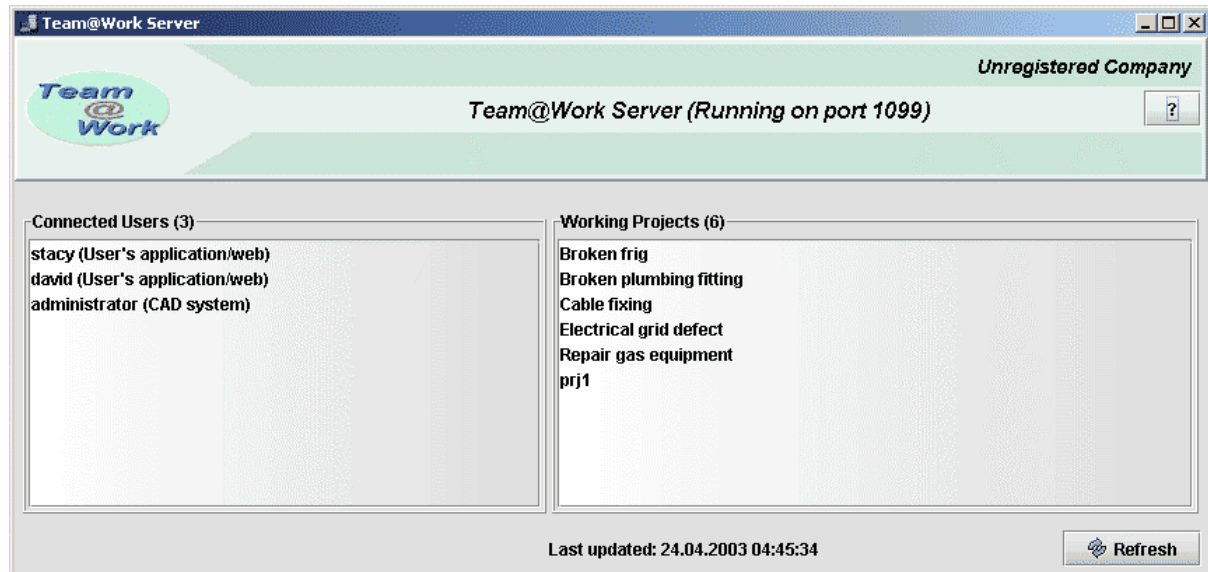 Team@Work Server
Unregistered Company
Team
@
Work
Team@Work Server (Running on port 1099)
?
Connected Users (3)
stacy (User's application/web)
david (User's application/web)
administrator (CAD system)
Working Projects (6)
Broken frig
Broken plumbing fitting
Cable fixing
Electrical grid defect
Repair gas equipment
prj1
Last updated: 24.04.2003 04:45:34
Refresh